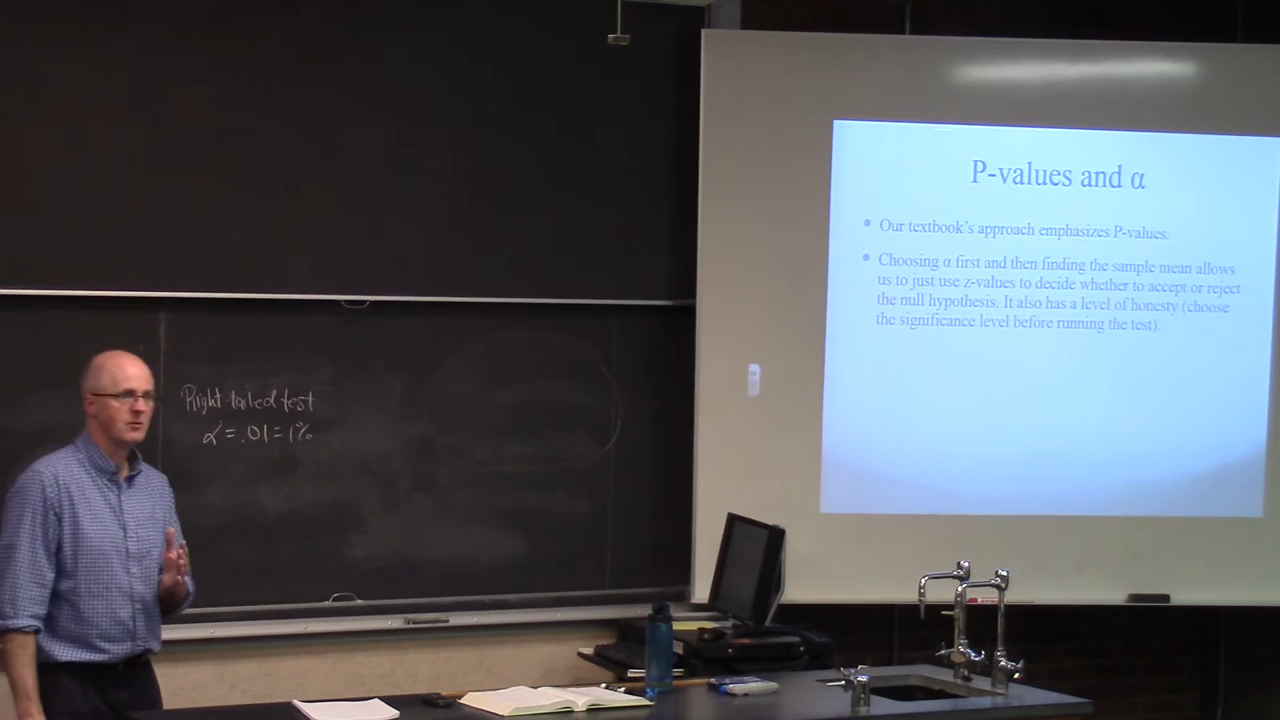 Right tailed test
α = .01 = 1%
P-values and α
• Our textbook's approach emphasizes P-values.
• Choosing α first and then finding the sample mean allows
us to just use z-values to decide whether to accept or reject
the null hypothesis. It also has a level of honesty (choose
the significance level before running the test).